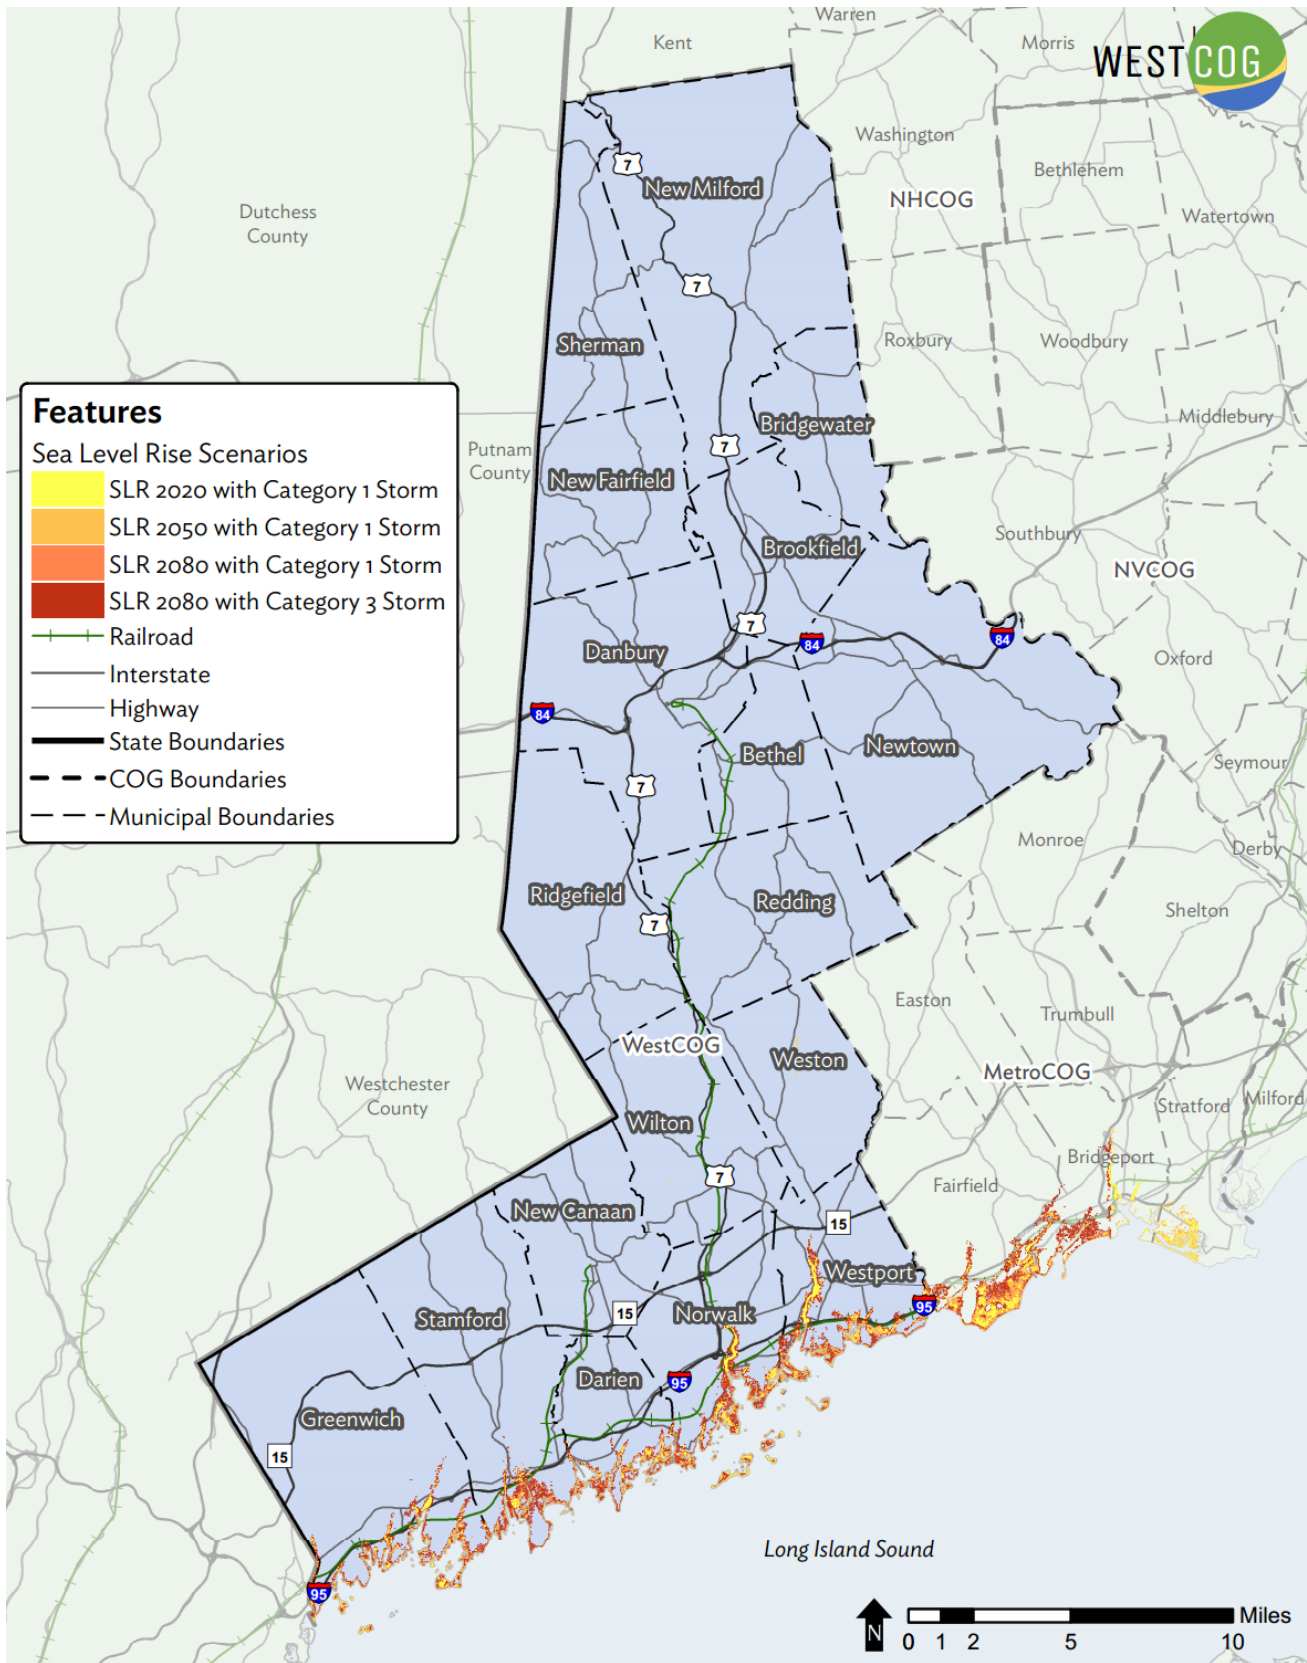 Warren
Kent
Morris
WESTCOG
Washington
Bethlehem
7
New Milford
NHCOG
Dutchess
County
Watertown
7
Sherman
Roxbury
Woodbury
Features
Sea Level Rise Scenarios
SLR 2020 with Category 1 Storm
SLR 2050 with Category 1 Storm
SLR 2080 with Category 1 Storm
SLR 2080 with Category 3 Storm
Railroad
Interstate
Highway
State Boundaries
COG Boundaries
Municipal Boundaries
Middlebury
Bridgewater
7
Putnam
County
New Fairfield
Southbury
Brookfield
NVCOG
7
84
84
Danbury
Oxford
84
Bethel
Newtown
Seymour
7
Monroe
Derby
Ridgefield
Redding
Shelton
7
Easton
Trumbull
WestCOG
Weston
MetroCOG
Westchester
County
Stratford
Milford
Wilton
Bridgeport
7
Fairfield
New Canaan
15
Westport
95
Stamford
15
Norwalk
Darien
95
Greenwich
15
Long Island Sound
95
N
Miles
0 1 2 5 10